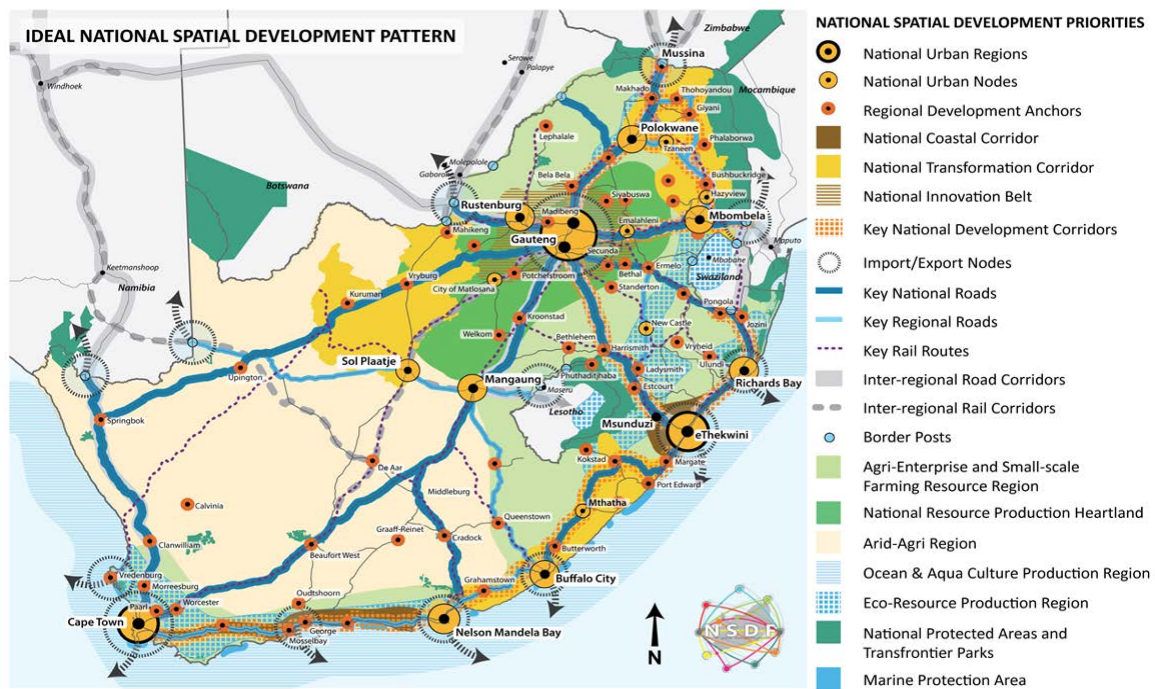 IDEAL NATIONAL SPATIAL DEVELOPMENT PATTERN
Zimbabwe
Mussina
Serowe
Palapye
Windhoek
Makhado
Thohoyandou
Mozambique
Giyani
Lephalale
Polokwane
Tzaneen
Phalaborwa
Molepolole
Gaborone
Bela Bela
Bushbuckridge
Botswana
Siyabuswa
Hazyview
Rustenburg
Madibeng
Emalahleni
Mbombela
Mahikeng
Gauteng
Maputo
Secunda
Mbabane
Keetmanshoop
Vryburg
Potchefstroom
Bethal
Ermelo
Swaziland
Namibia
City of Matlosana
Standerton
Kuruman
Pongola
Kroonstad
New Castle
Jozini
Welkom
Bethlehem
Harrismith
Vryheid
Sol Plaatje
Ulundi
Upington
Phuthaditjhaba
Ladysmith
Mangaung
Maseru
Estcourt
Richards Bay
Lesotho
Springbok
Msunduzi
eThekwini
De Aar
Kokstad
Margate
Port Edward
Middelburg
Calvinia
Mthatha
Queenstown
Graaff-Reinet
Cradock
Clanwilliam
Beaufort West
Butterworth
Vredenburg
Buffalo City
Morreesburg
Grahamstown
Oudtshoorn
Worcester
Paarl
Cape Town
George
Nelson Mandela Bay
Mosselbay
N
NSDF
NATIONAL SPATIAL DEVELOPMENT PRIORITIES
National Urban Regions
National Urban Nodes
Regional Development Anchors
National Coastal Corridor
National Transformation Corridor
National Innovation Belt
Key National Development Corridors
Import/Export Nodes
Key National Roads
Key Regional Roads
Key Rail Routes
Inter-regional Road Corridors
Inter-regional Rail Corridors
Border Posts
Agri-Enterprise and Small-scale
Farming Resource Region
National Resource Production Heartland
Arid-Agri Region
Ocean & Aqua Culture Production Region
Eco-Resource Production Region
National Protected Areas and
Transfrontier Parks
Marine Protection Area